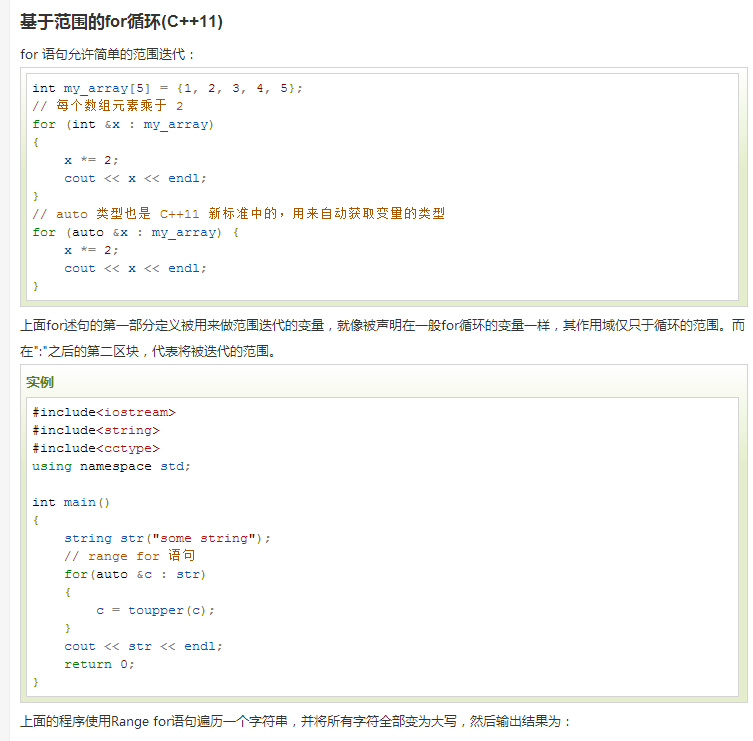 基于范围的for循环(C++11)
for 语句允许简单的范围迭代：
int my_array[5] = {1, 2, 3, 4, 5};
// 每个数组元素乘于 2
for (int &x : my_array)
{
    x *= 2;
    cout << x << endl;
}
// auto 类型也是 C++11 新标准中的，用来自动获取变量的类型
for (auto &x : my_array) {
    x *= 2;
    cout << x << endl;
}
上面for述句的第一部分定义被用来做范围迭代的变量，就像被声明在一般for循环的变量一样，其作用域仅只于循环的范围。而
在":"之后的第二区块，代表将被迭代的范围。
实例
#include<iostream>
#include<string>
#include<cctype>
using namespace std;
int main()
{
    string str("some string");
    // range for 语句
    for(auto &c : str)
    {
        c = toupper(c);
    }
    cout << str << endl;
    return 0;
}
上面的程序使用Range for语句遍历一个字符串，并将所有字符全部变为大写，然后输出结果为：